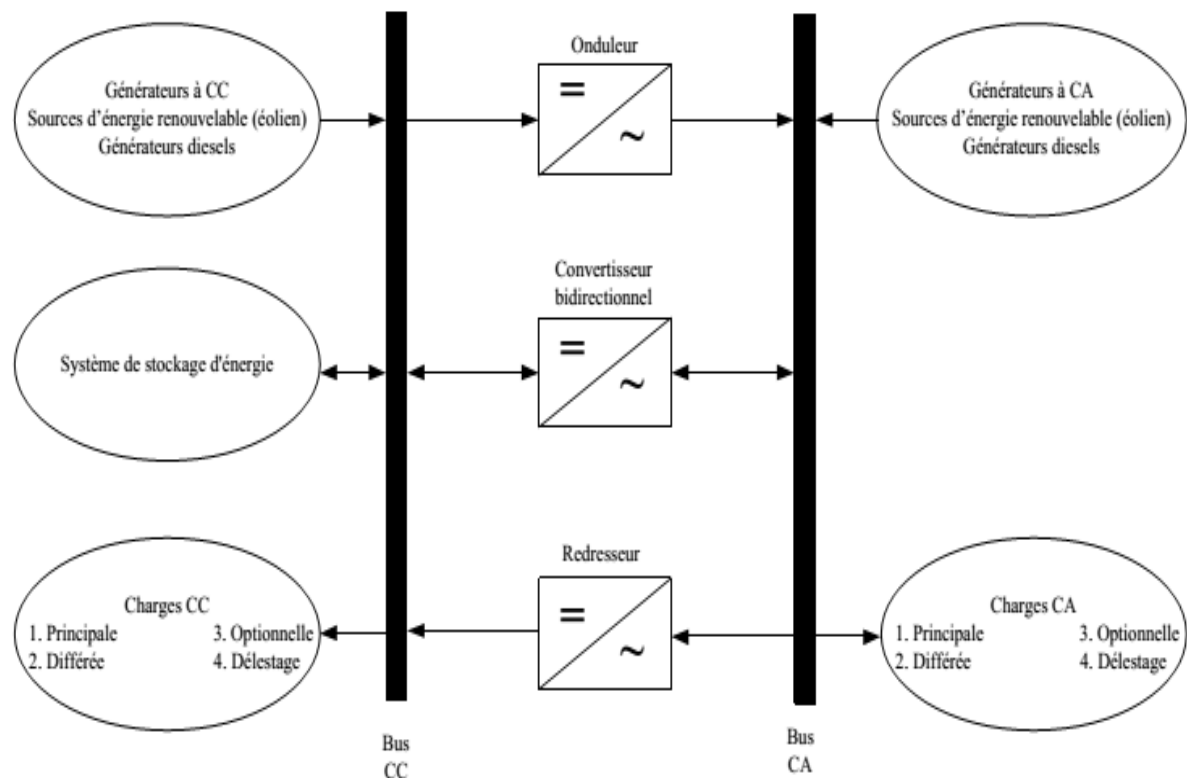 Onduleur
Générateurs à CC
Sources d'énergie renouvelable (éolien)
Générateurs diesels
=
~
Générateurs à CA
Sources d'énergie renouvelable (éolien)
Générateurs diesels
Convertisseur
bidirectionnel
Système de stockage d'énergie
=
~
Redresseur
Charges CC
1. Principale 3. Optionnelle
2. Différée 4. Délestage
=
~
Charges CA
1. Principale 3. Optionnelle
2. Différée 4. Délestage
Bus
CC
Bus
CA